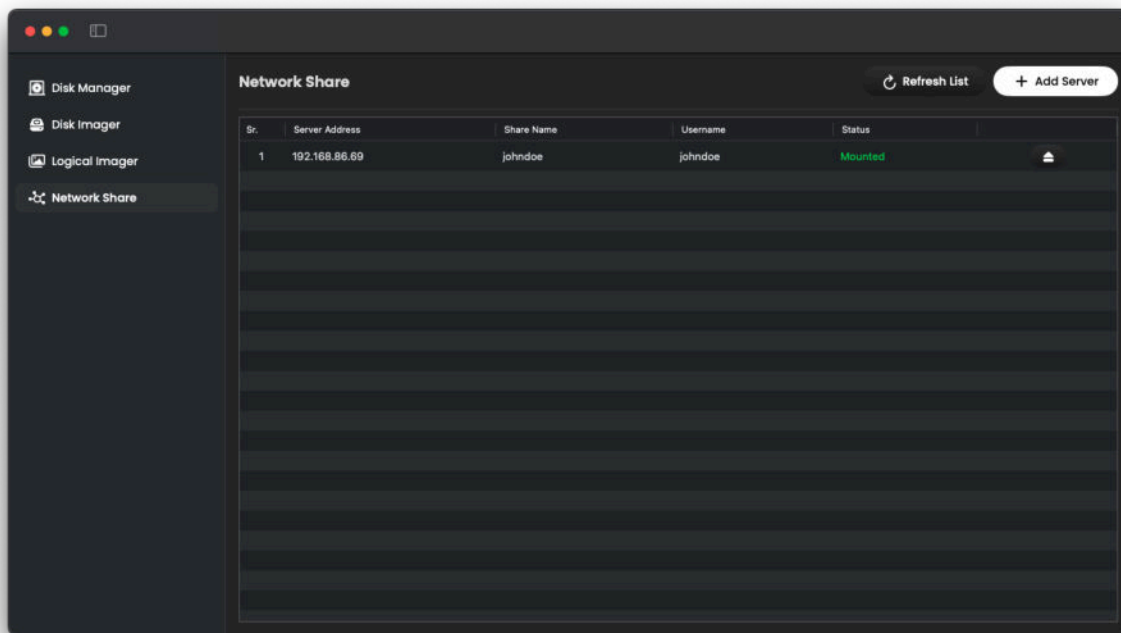 Disk Manager
Disk Imager
Logical Imager
Network Share
Network Share
Refresh List
+ Add Server
Sr. Server Address Share Name Username Status
1 192.168.86.69 johndoe johndoe Mounted